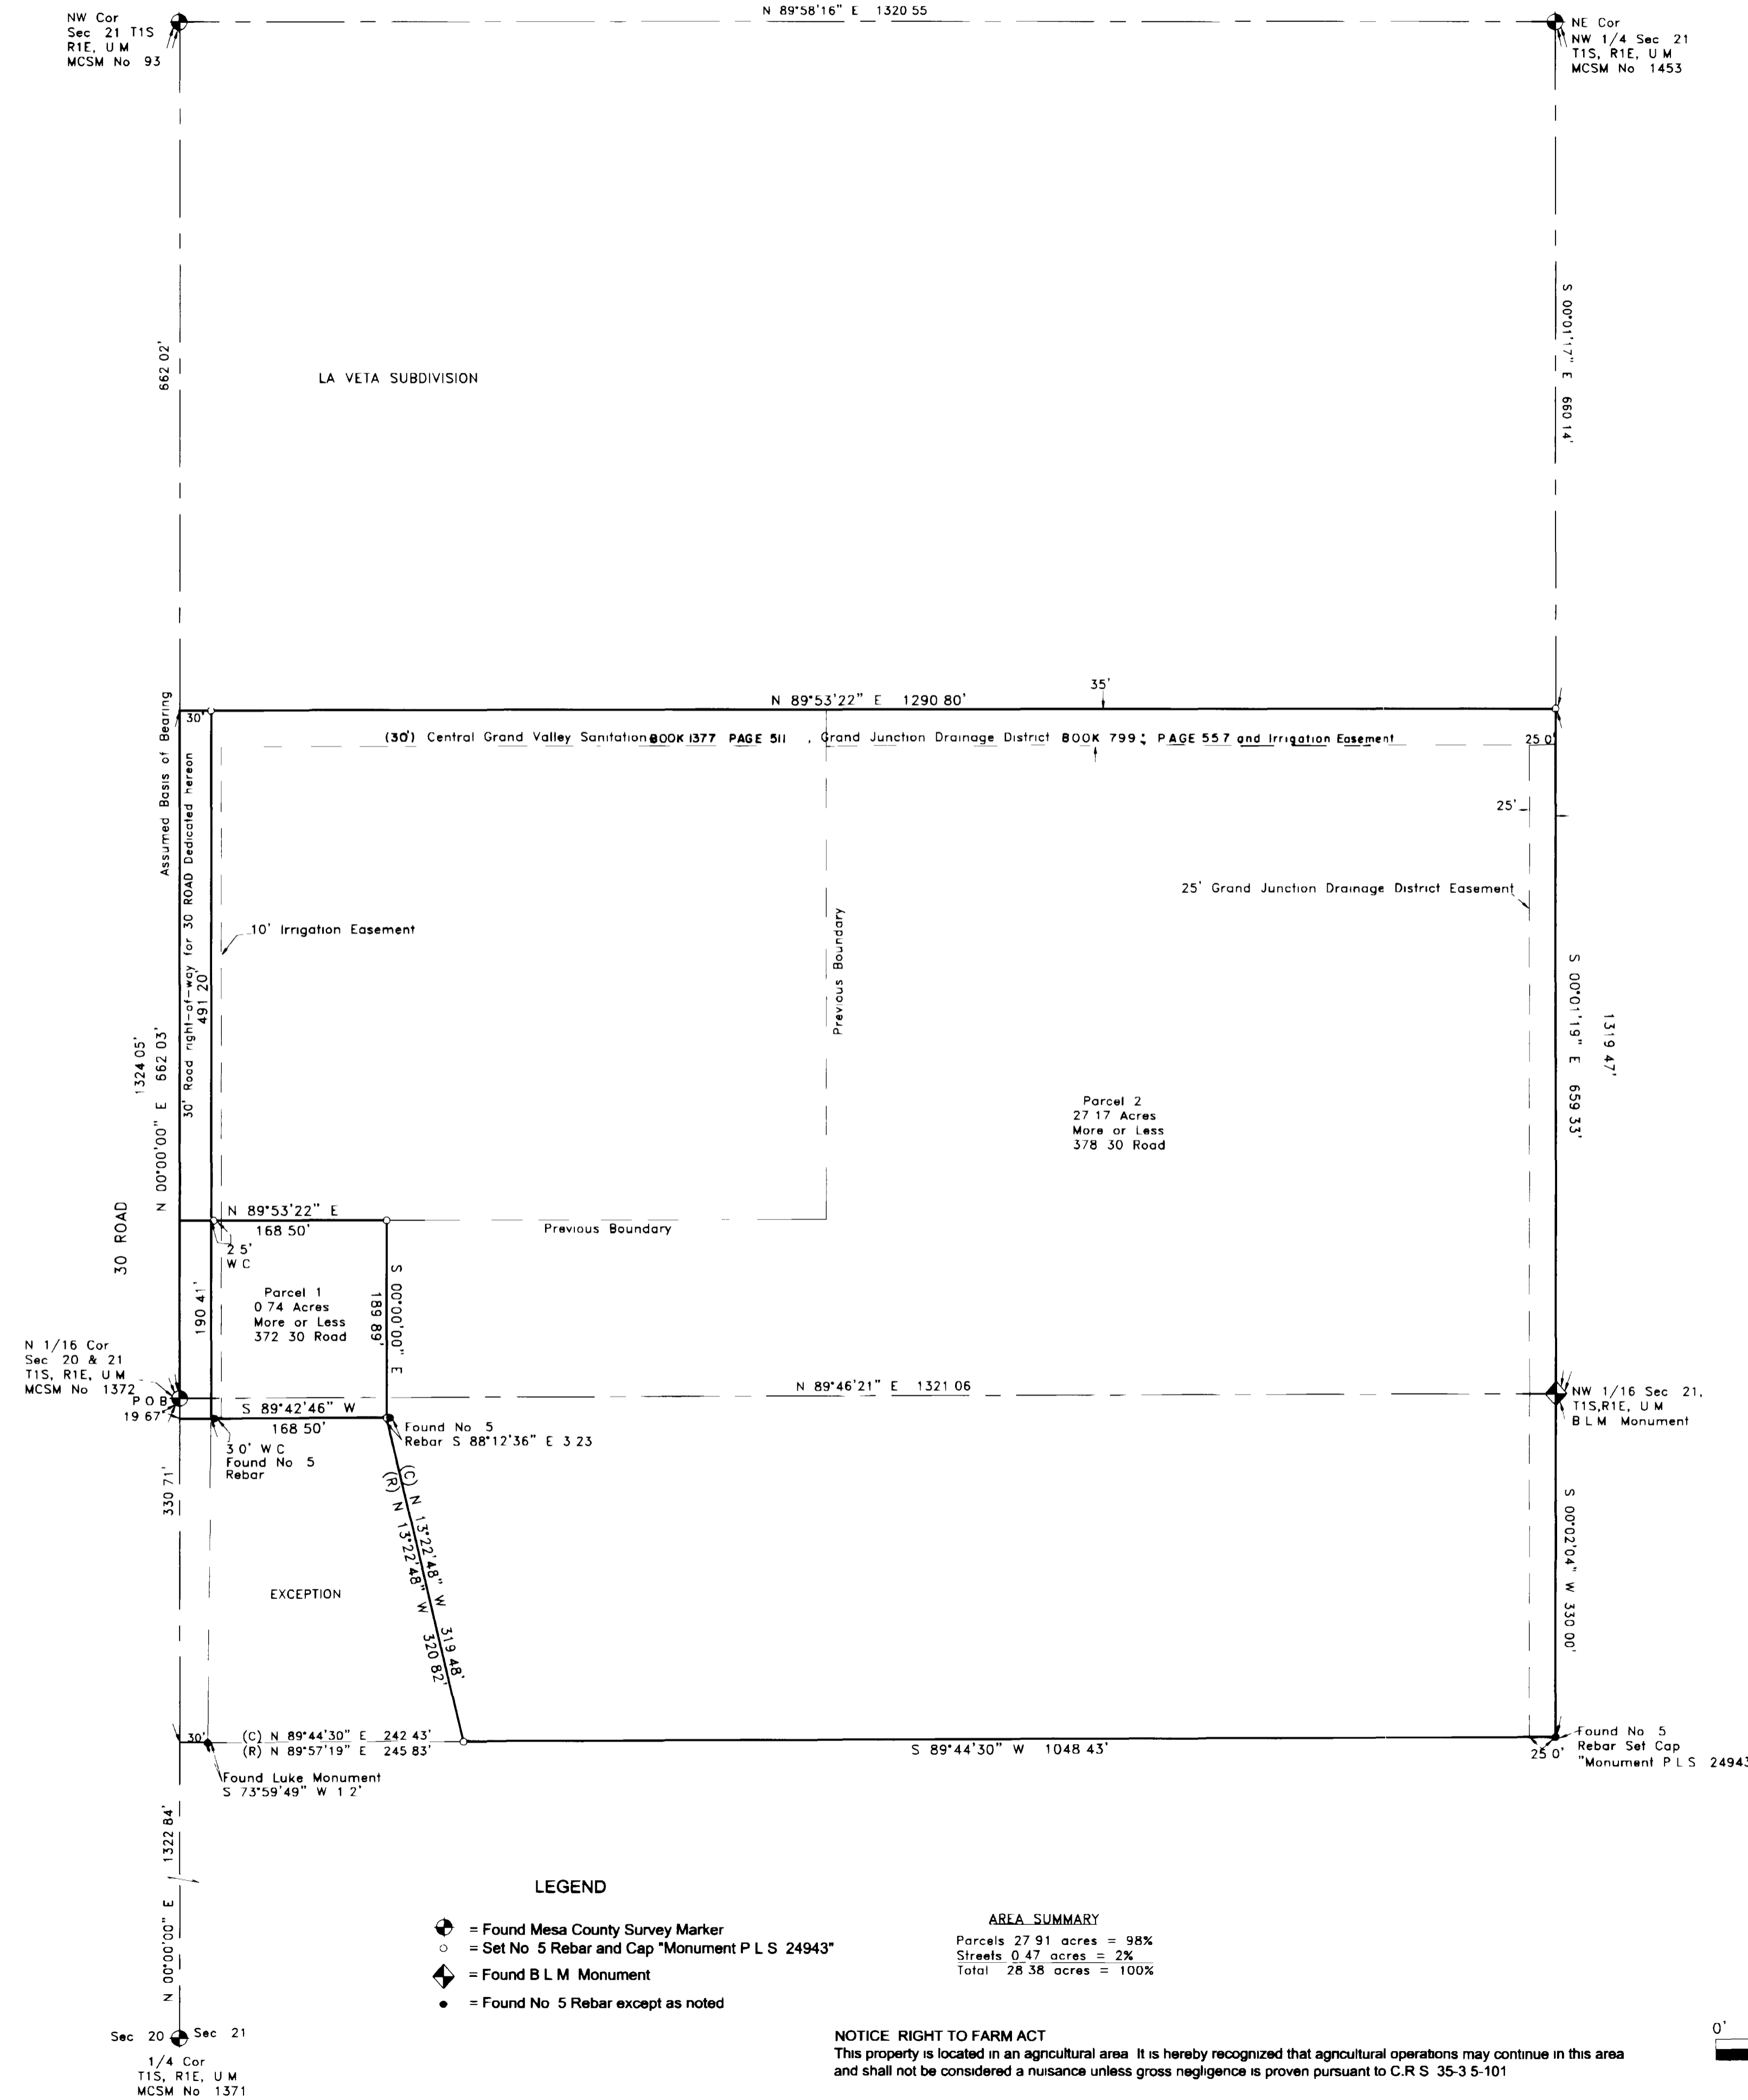 N 89°58'16" E 1320 55
NW Cor
Sec 21 T1S
R1E, U M
MCSM No 93
NE Cor
NW 1/4 Sec 21
T1S, R1E, U M
MCSM No 1453
662 02'
LA VETA SUBDIVISION
S 00°01'17" E 660 14'
35'
N 89°53'22" E 1290 80'
30'
(30') Central Grand Valley Sanitation BOOK 1377 PAGE 511 , Grand Junction Drainage District BOOK 799 ; PAGE 557 and Irrigation Easement
25 0'
25'
Assumed Basis of Bearing
30' Road right-of-way for 30 ROAD Dedicated hereon
491 20'
10' Irrigation Easement
Previous Boundary
25' Grand Junction Drainage District Easement
S 00°01'19" E 659 33'
1319 47'
1324 05'
N 00°00'00" E 662 03'
30 ROAD
Parcel 2
27 17 Acres
More or Less
378 30 Road
N 89°53'22" E
168 50'
2 5'
W C
Previous Boundary
190 41'
Parcel 1
0 74 Acres
More or Less
372 30 Road
S 00°00'00" E
189 89'
N 1/16 Cor
Sec 20 & 21
T1S, R1E, U M
MCSM No 1372
P O B
19 67'
N 89°46'21" E 1321 06
NW 1/16 Sec 21,
T1S,R1E, U M
B L M Monument
S 89°42'46" W
168 50'
Found No 5
Rebar S 88°12'36" E 3 23
3 0' W C
Found No 5
Rebar
330 71'
(C) N 13°22'48" W 319 48'
(R) N 13°22'48" W 320 82'
S 00°02'04" W 330 00'
EXCEPTION
30'
(C) N 89°44'30" E 242 43'
(R) N 89°57'19" E 245 83'
S 89°44'30" W 1048 43'
25 0'
Found No 5
Rebar Set Cap
"Monument P L S 24943
Found Luke Monument
S 73°59'49" W 1 2'
N 00°00'00" E 1322 84'
LEGEND
= Found Mesa County Survey Marker
= Set No 5 Rebar and Cap "Monument P L S 24943"
= Found B L M Monument
= Found No 5 Rebar except as noted
AREA SUMMARY
Parcels 27 91 acres = 98%
Streets 0 47 acres = 2%
Total 28 38 acres = 100%
Sec 20 Sec 21
1/4 Cor
T1S, R1E, U M
MCSM No 1371
NOTICE RIGHT TO FARM ACT
This property is located in an agricultural area It is hereby recognized that agricultural operations may continue in this area
and shall not be considered a nuisance unless gross negligence is proven pursuant to C.R S 35-3 5-101
0'